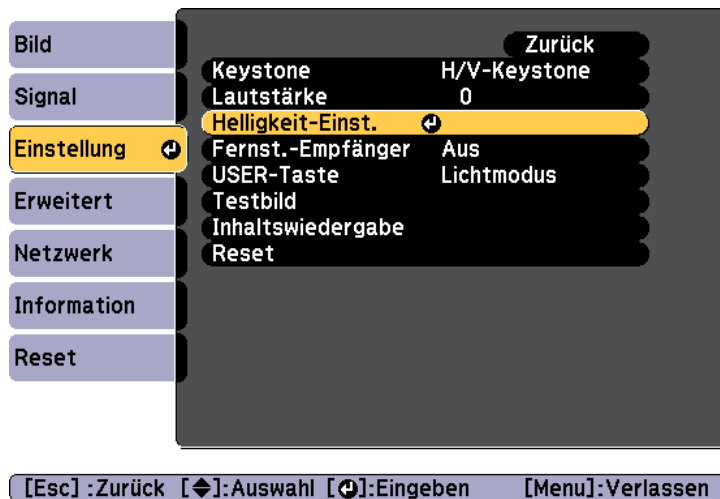 Bild
Signal
Einstellung
Erweitert
Netzwerk
Information
Reset
Zurück
Keystone H/V-Keystone
Lautstärke 0
Helligkeit-Einst.
Fernst.-Empfänger Aus
USER-Taste Lichtmodus
Testbild
Inhaltswiedergabe
Reset
[Esc] :Zurück [◆]:Auswahl [↵]:Eingeben [Menu]:Verlassen